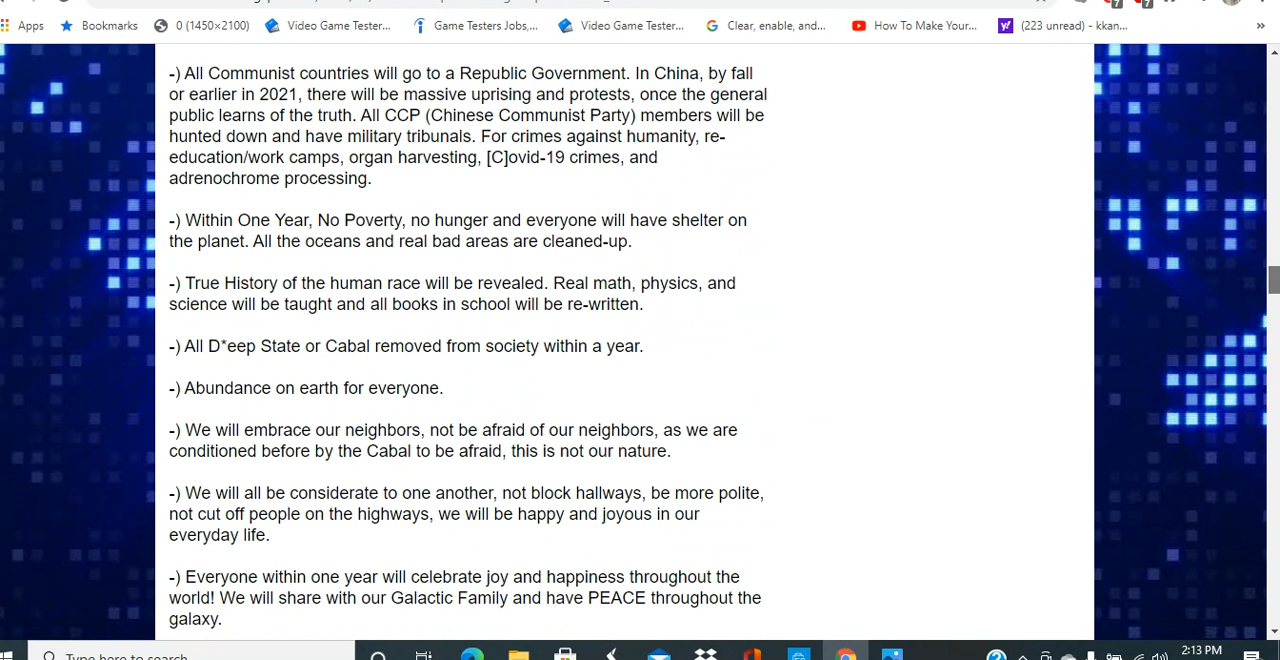 7
7
Apps
Bookmarks
0 (1450×2100)
Video Game Tester...
Game Testers Jobs,...
Video Game Tester...
Clear, enable, and...
How To Make Your...
(223 unread) - kkan...
»
-) All Communist countries will go to a Republic Government. In China, by fall
or earlier in 2021, there will be massive uprising and protests, once the general
public learns of the truth. All CCP (Chinese Communist Party) members will be
hunted down and have military tribunals. For crimes against humanity, re-
education/work camps, organ harvesting, [C]ovid-19 crimes, and
adrenochrome processing.
-) Within One Year, No Poverty, no hunger and everyone will have shelter on
the planet. All the oceans and real bad areas are cleaned-up.
-) True History of the human race will be revealed. Real math, physics, and
science will be taught and all books in school will be re-written.
-) All D*eep State or Cabal removed from society within a year.
-) Abundance on earth for everyone.
-) We will embrace our neighbors, not be afraid of our neighbors, as we are
conditioned before by the Cabal to be afraid, this is not our nature.
-) We will all be considerate to one another, not block hallways, be more polite,
not cut off people on the highways, we will be happy and joyous in our
everyday life.
-) Everyone within one year will celebrate joy and happiness throughout the
world! We will share with our Galactic Family and have PEACE throughout the
galaxy.
Type here to search
2:13 PM